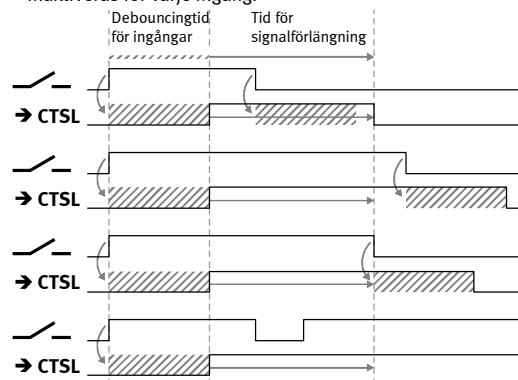 Debouncingtid
för ingångar
Tid för
signalförlängning
➔ CTSL
➔ CTSL
➔ CTSL
➔ CTSL